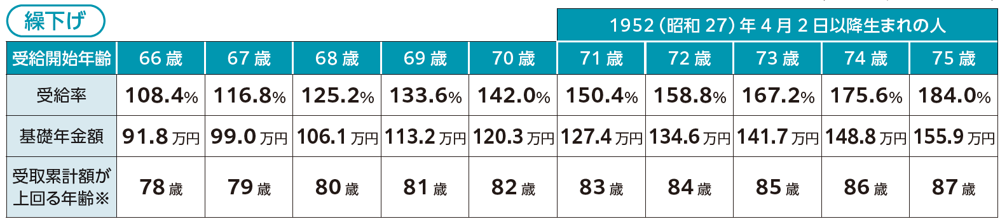 繰下げ
1952（昭和 27）年 4 月 2 日以降生まれの人
受給開始年齢 66 歳 67 歳 68 歳 69 歳 70 歳 71 歳 72 歳 73 歳 74 歳 75 歳
受給率 108.4% 116.8% 125.2% 133.6% 142.0% 150.4% 158.8% 167.2% 175.6% 184.0%
基礎年金額 91.8 万円 99.0 万円 106.1 万円 113.2 万円 120.3 万円 127.4 万円 134.6 万円 141.7 万円 148.8 万円 155.9 万円
受取累計額が
上回る年齢※ 78 歳 79 歳 80 歳 81 歳 82 歳 83 歳 84 歳 85 歳 86 歳 87 歳